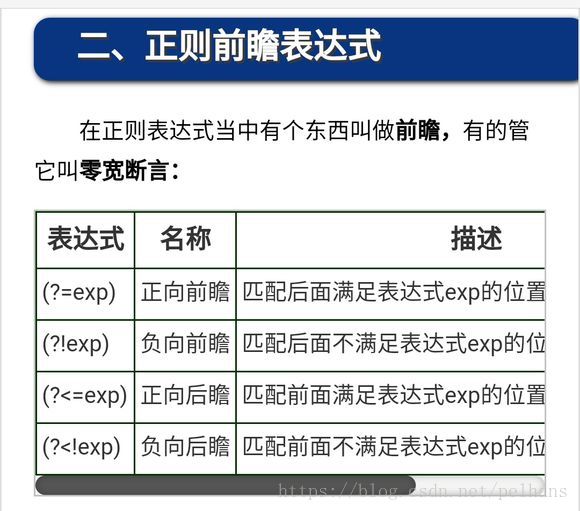 二、正则前瞻表达式
在正则表达式当中有个东西叫做前瞻，有的管
它叫零宽断言：
表达式 名称 描述
(?=exp) 正向前瞻 匹配后面满足表达式exp的位置
(?!exp) 负向前瞻 匹配后面不满足表达式exp的位
(?<=exp) 正向后瞻 匹配前面满足表达式exp的位置
(?<!exp) 负向后瞻 匹配前面不满足表达式exp的位
https://blog.csdn.net/pelhans